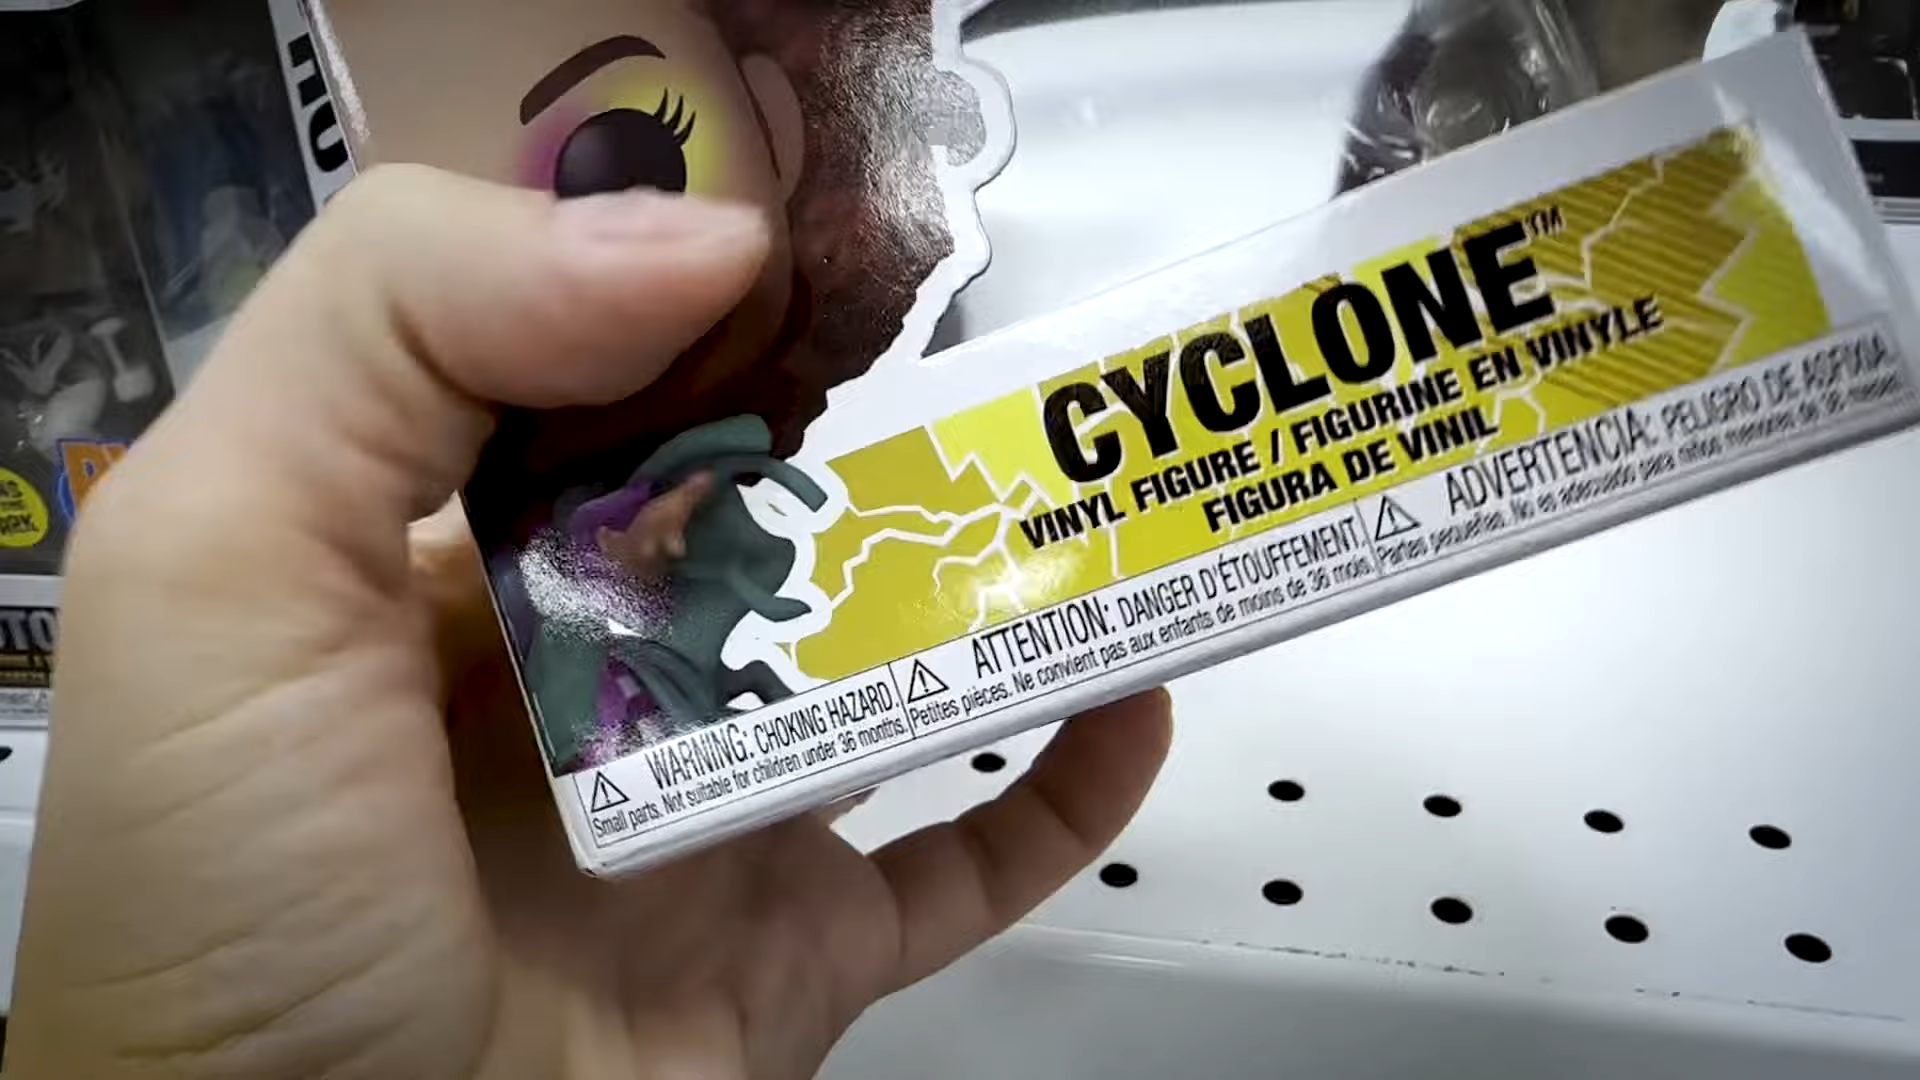 CYCLONE™
VINYL FIGURE / FIGURINE EN VINYLE
FIGURA DE VINIL
WARNING: CHOKING HAZARD.
Small parts. Not suitable for children under 36 months.
ATTENTION: DANGER D'ÉTOUFFEMENT.
Petites pièces. Ne convient pas aux enfants de moins de 36 mois.
ADVERTENCIA: PELIGRO DE ASFIXIA.
Partes pequeñas. No es adecuado para niños menores de 36 meses.